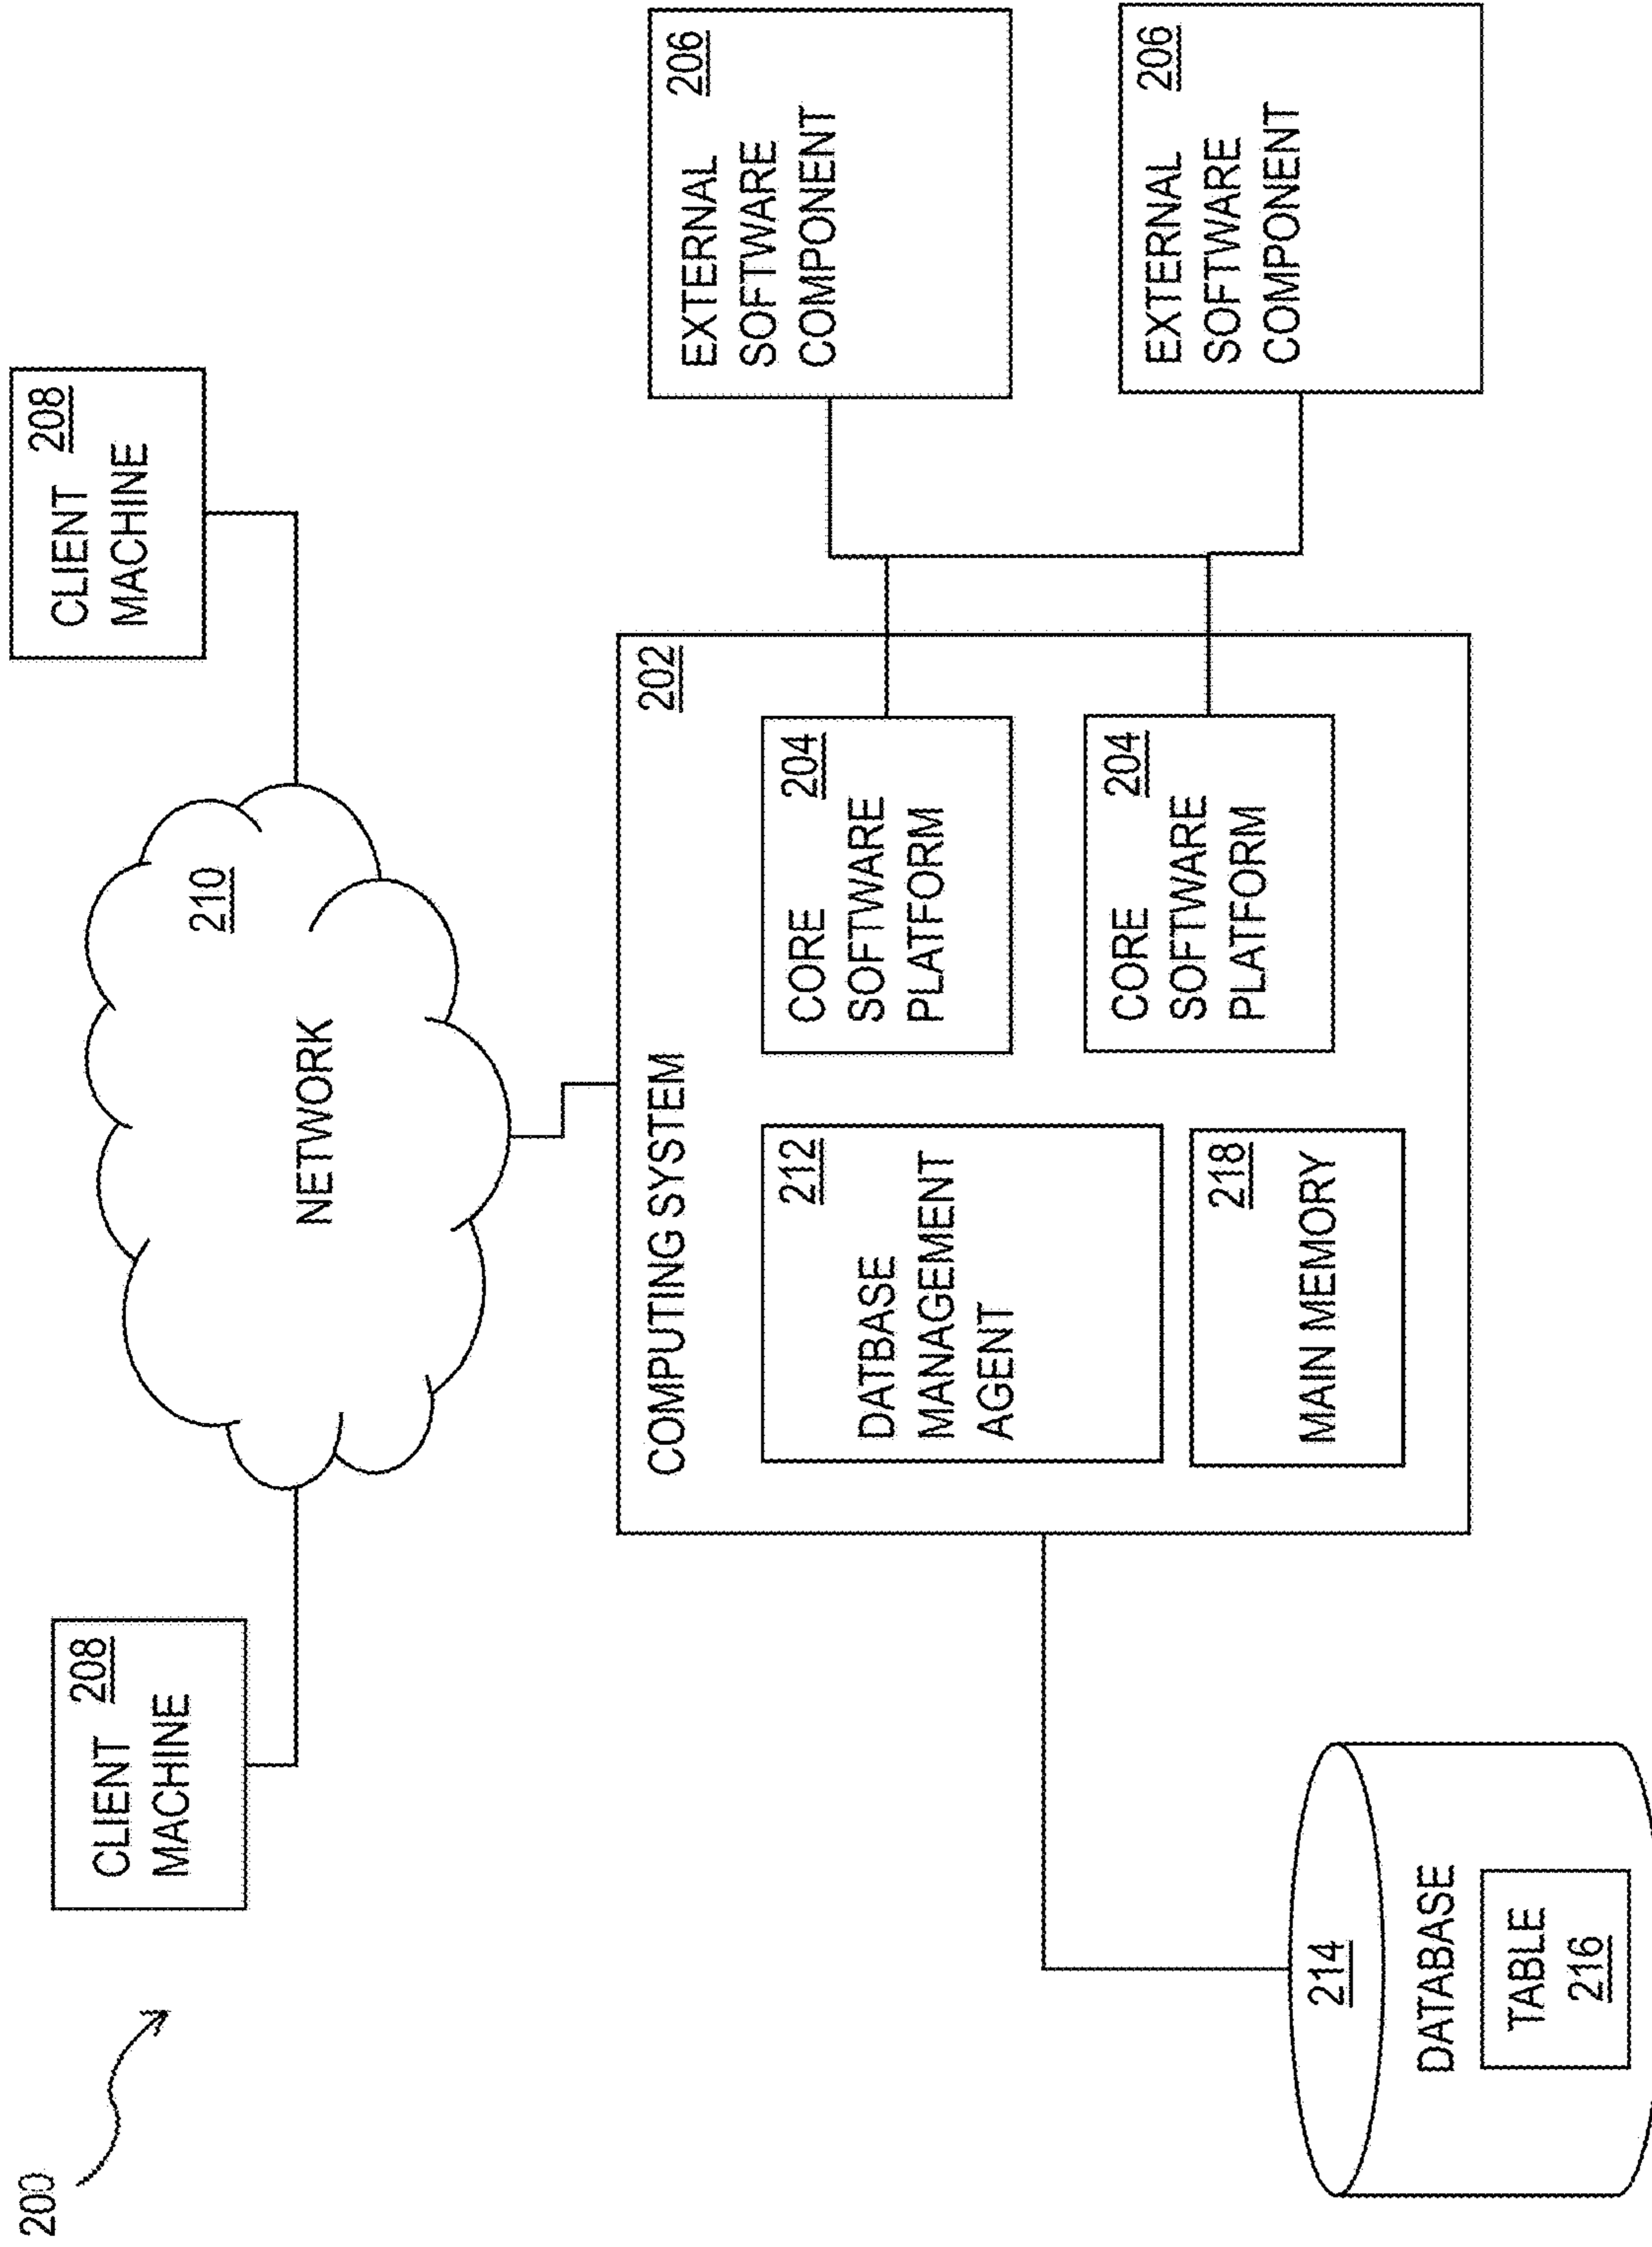 200
CLIENT 208
MACHINE
CLIENT 208
MACHINE
210
NETWORK
COMPUTING SYSTEM 202
212
DATBASE
MANAGEMENT
AGENT
204
CORE
SOFTWARE
PLATFORM
218
MAIN MEMORY
204
CORE
SOFTWARE
PLATFORM
206
EXTERNAL
SOFTWARE
COMPONENT
206
EXTERNAL
SOFTWARE
COMPONENT
214
DATABASE
TABLE
216